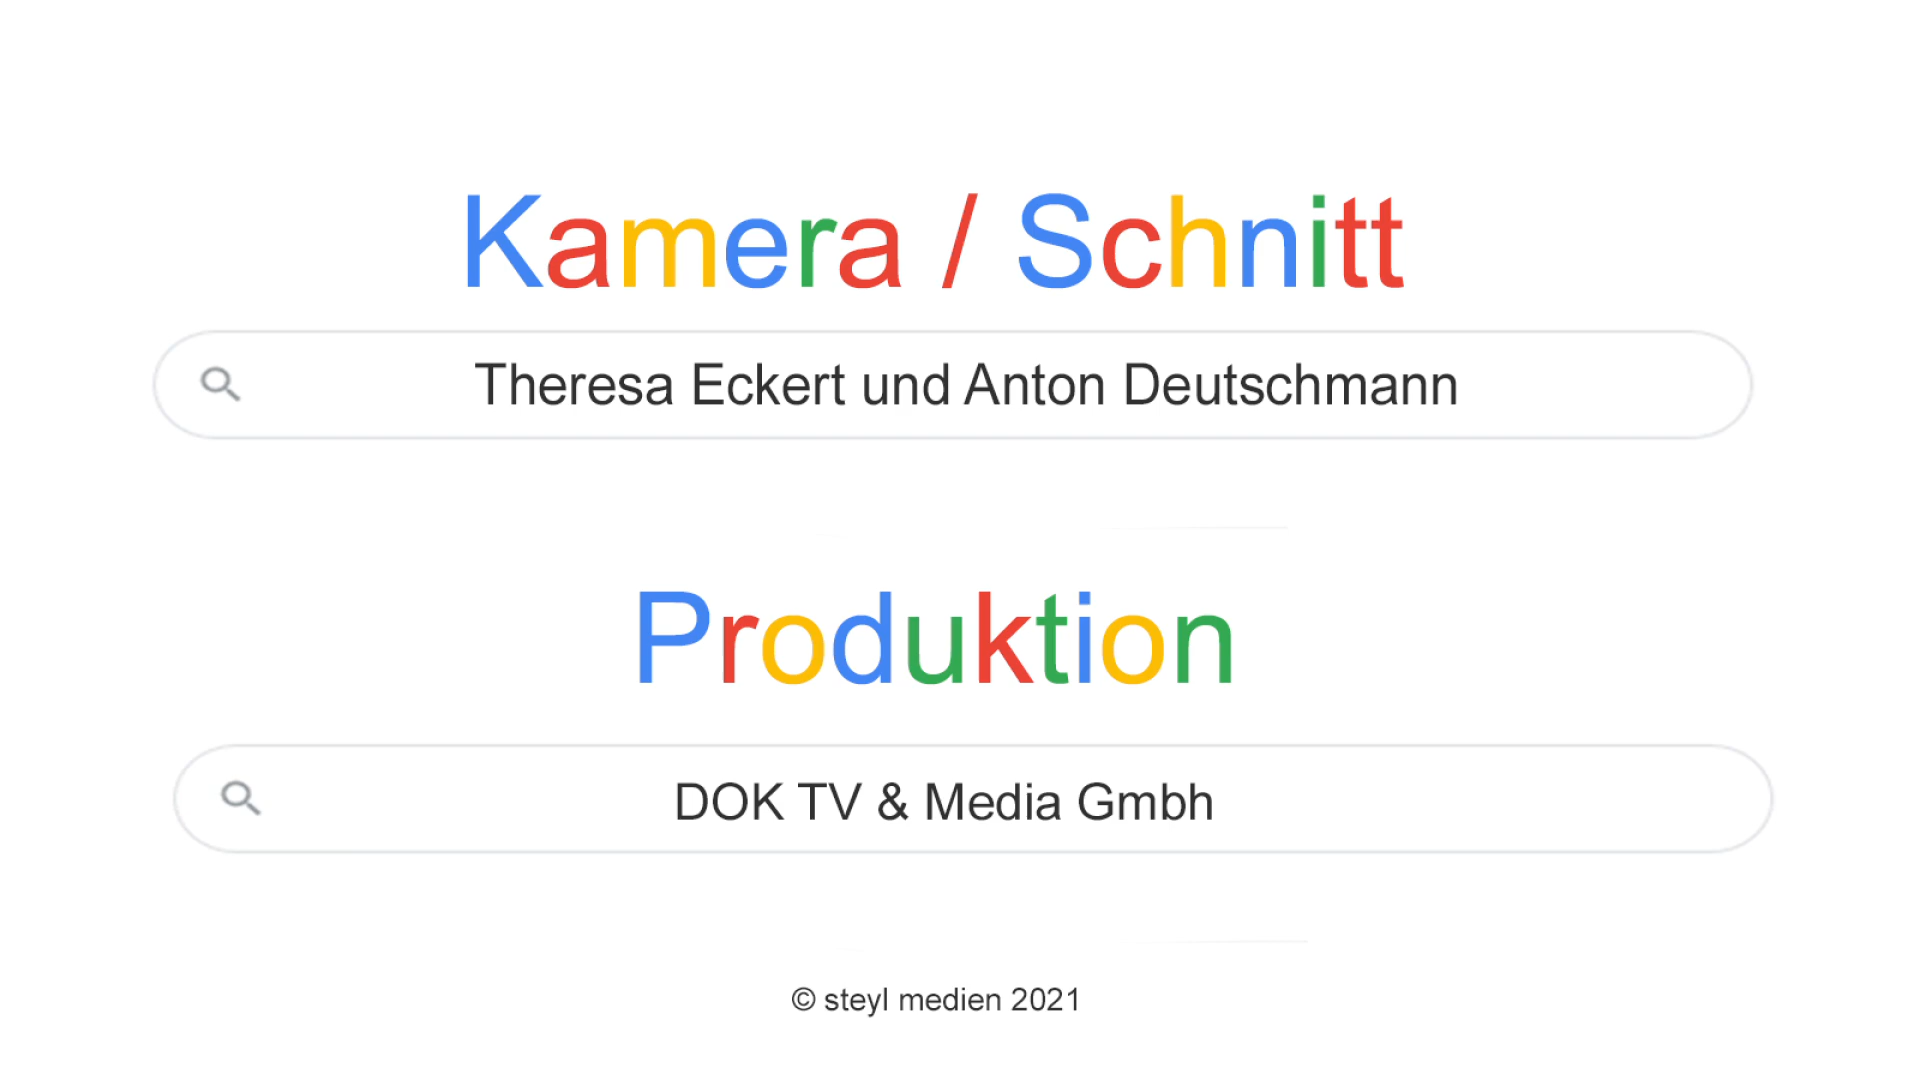 Kamera / Schnitt
Theresa Eckert und Anton Deutschmann
Produktion
DOK TV & Media Gmbh
© steyl medien 2021